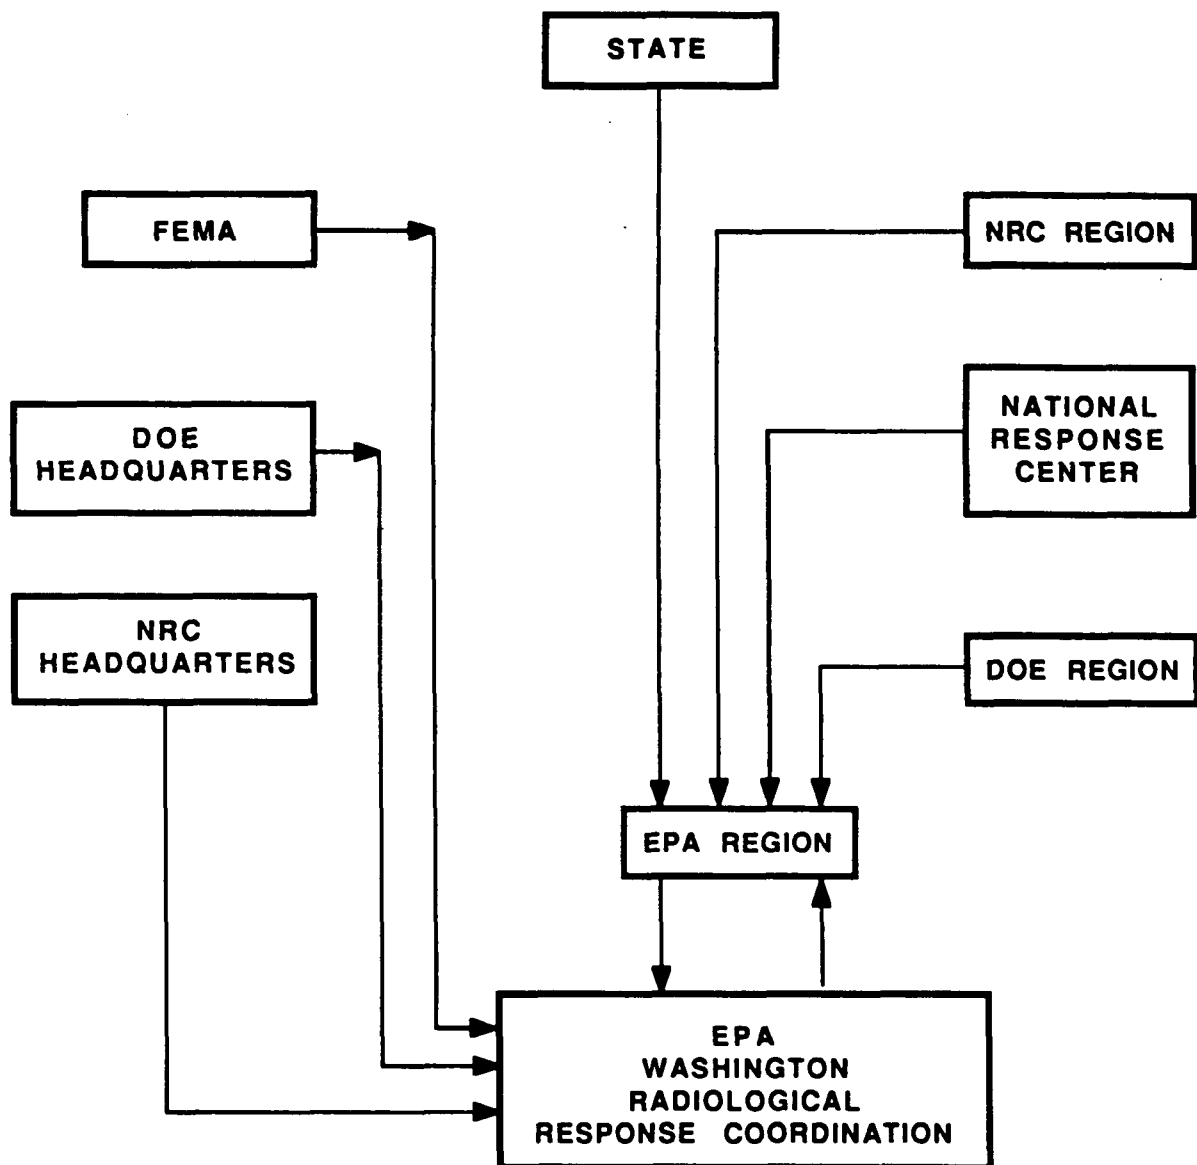 STATE
FEMA
NRC REGION
DOE
HEADQUARTERS
NATIONAL
RESPONSE
CENTER
NRC
HEADQUARTERS
DOE REGION
EPA REGION
EPA
WASHINGTON
RADIOLOGICAL
RESPONSE COORDINATION